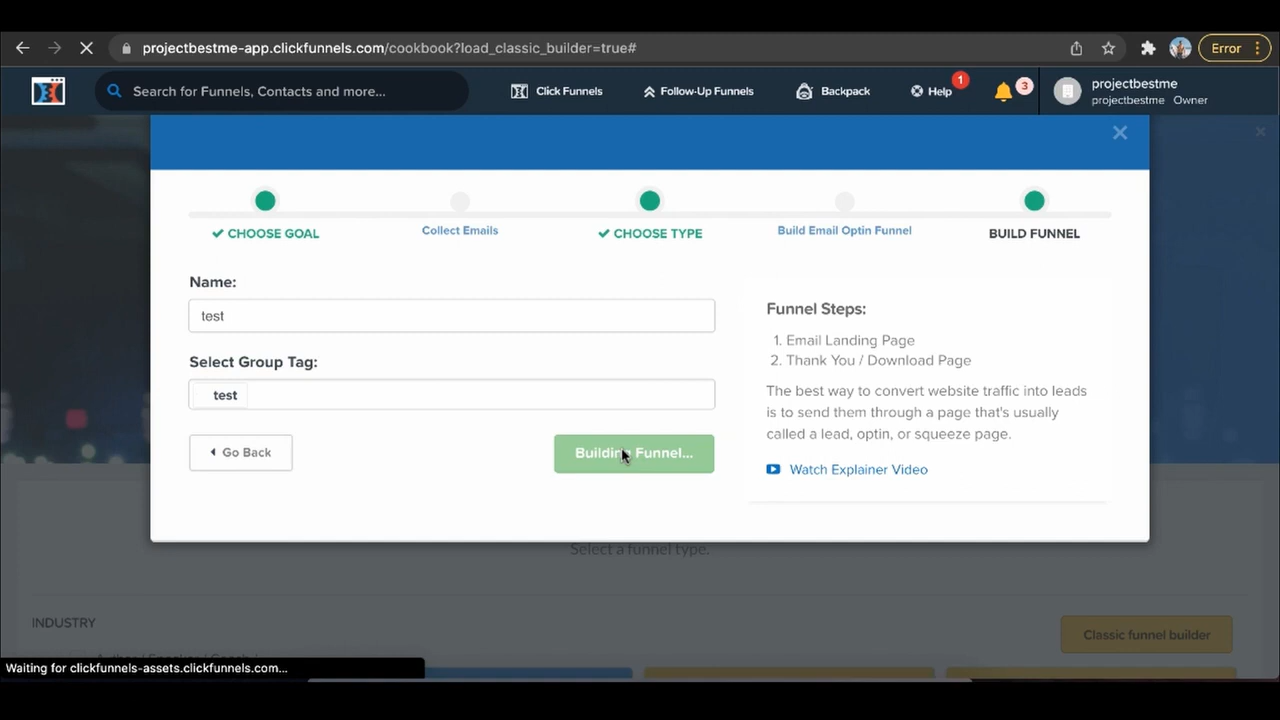 projectbestme-app.clickfunnels.com/cookbook?load_classic_builder=true#
Error
Search for Funnels, Contacts and more...
Click Funnels
Follow-Up Funnels
Backpack
Help
1
3
projectbestme
projectbestme Owner
CHOOSE GOAL
Collect Emails
CHOOSE TYPE
Build Email Optin Funnel
BUILD FUNNEL
Name:
test
Select Group Tag:
test
Go Back
Building Funnel...
Funnel Steps:
1. Email Landing Page
2. Thank You / Download Page
The best way to convert website traffic into leads
is to send them through a page that's usually
called a lead, optin, or squeeze page.
Watch Explainer Video
Select a funnel type.
INDUSTRY
Classic funnel builder
Waiting for clickfunnels-assets.clickfunnels.com...